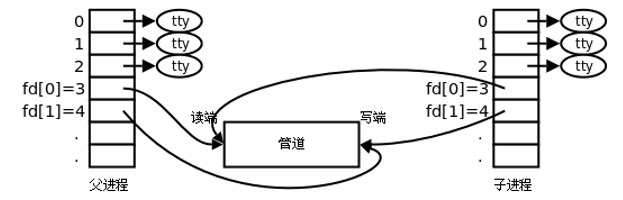 0 tty 0 tty
1 tty 1 tty
2 tty 2 tty
fd[0]=3 fd[0]=3
fd[1]=4 读端 写端 fd[1]=4
. 管道 .
. .
父进程 子进程